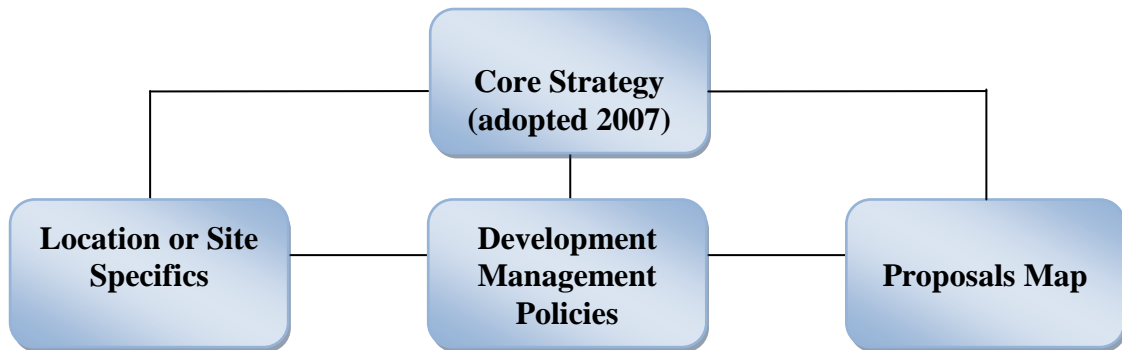 Core Strategy
(adopted 2007)
Location or Site
Specifics
Development
Management
Policies
Proposals Map